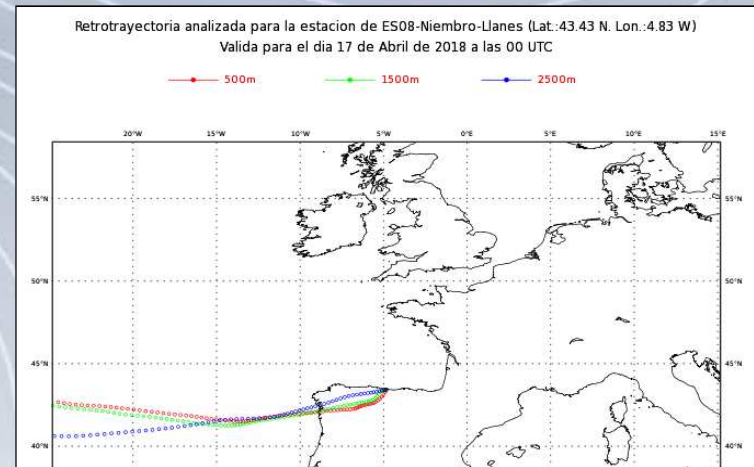 Retrotrayectoria analizada para la estacion de ES08-Niembro-Llanes (Lat.:43.43 N. Lon.:4.83 W)
Valida para el dia 17 de Abril de 2018 a las 00 UTC
500m 1500m 2500m
20°W 15°W 10°W 5°W 0°E 5°E 10°E 15°E
55°N 55°N
50°N 50°N
45°N 45°N
40°N 40°N